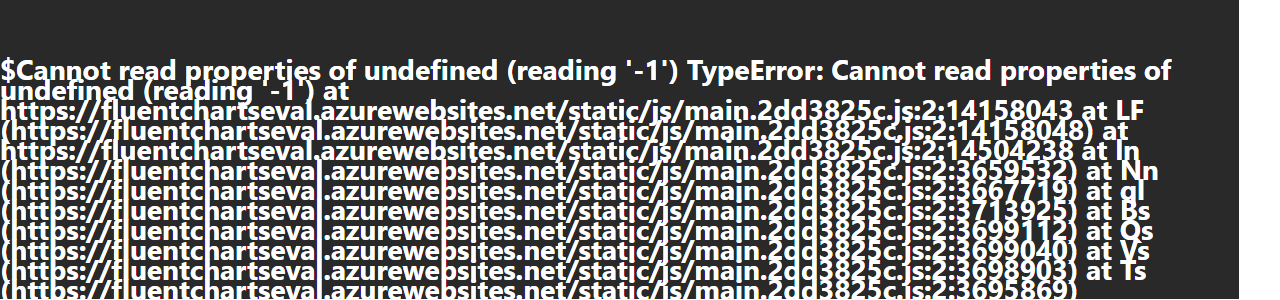 $Cannot read properties of undefined (reading '-1') TypeError: Cannot read properties of
undefined (reading '-1') at
https://fluentchartseval.azurewebsites.net/static/js/main.2dd3825c.js:2:14158043 at LF
(https://fluentchartseval.azurewebsites.net/static/js/main.2dd3825c.js:2:14158048) at
https://fluentchartseval.azurewebsites.net/static/js/main.2dd3825c.js:2:14504238 at In
(https://fluentchartseval.azurewebsites.net/static/js/main.2dd3825c.js:2:3659532) at Nn
(https://fluentchartseval.azurewebsites.net/static/js/main.2dd3825c.js:2:3667719) at gl
(https://fluentchartseval.azurewebsites.net/static/js/main.2dd3825c.js:2:3713925) at Bs
(https://fluentchartseval.azurewebsites.net/static/js/main.2dd3825c.js:2:3699112) at Qs
(https://fluentchartseval.azurewebsites.net/static/js/main.2dd3825c.js:2:3699040) at Vs
(https://fluentchartseval.azurewebsites.net/static/js/main.2dd3825c.js:2:3698903) at Ts
(https://fluentchartseval.azurewebsites.net/static/js/main.2dd3825c.js:2:3695869)